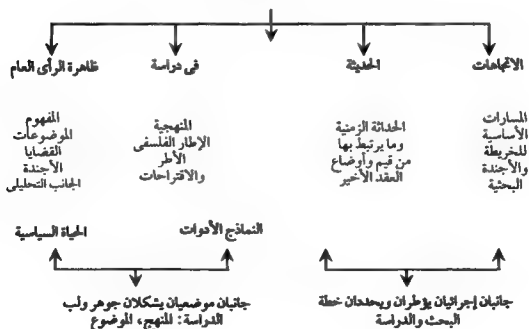 الاتجاهات
الحديثة
فى دراسة
ظاهرة الرأى العام
المسارات
الأساسية
للخريطة
والأجندة
البحثية
الحداثة الزمنية
وما يرتبط بها
من قيم وأوضاع
العقد الأخير
المنهجية
الإطار الفلسفى
الأطر
والاقتراحات
المفهوم
الموضوعات
القضايا
الأجندة
الجانب التحليلى
النماذج الأدوات
الحياة السياسية
جانبان إجرائيان يؤطران ويحددان خطة
البحث والدراسة
جانبان موضعيان يشكلان جوهر ولب
الدواسة: المنهج، الموضوع